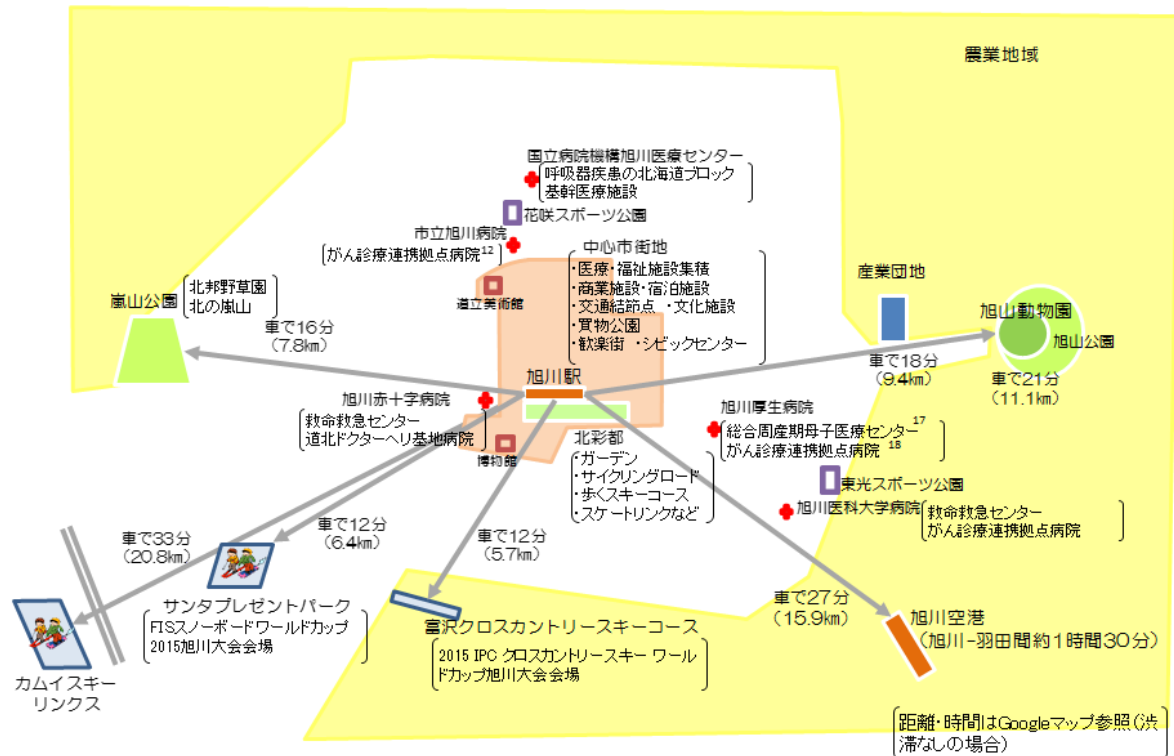 農業地域
国立病院機構旭川医療センター
呼吸器疾患の北海道ブロック
基幹医療施設
花咲スポーツ公園
市立旭川病院
がん診療連携拠点病院12
道立美術館
中心市街地
・医療・福祉施設集積
・商業施設・宿泊施設
・交通結節点 ・文化施設
・買物公園
・歓楽街 ・シビックセンター
産業団地
旭山動物園
旭山公園
嵐山公園
北邦野草園
北の嵐山
車で16分
(7.8km)
車で18分
(9.4km)
車で21分
(11.1km)
旭川駅
旭川赤十字病院
救命救急センター
道北ドクターヘリ基地病院
博物館
北彩都
・ガーデン
・サイクリングロード
・歩くスキーコース
・スケートリンクなど
旭川厚生病院
総合周産期母子医療センター17
がん診療連携拠点病院 18
東光スポーツ公園
旭川医科大学病院
救命救急センター
がん診療連携拠点病院
車で33分
(20.8km)
車で12分
(6.4km)
車で12分
(5.7km)
車で27分
(15.9km)
サンタプレゼントパーク
FISスノーボードワールドカップ
2015旭川大会会場
富沢クロスカントリースキーコース
2015 IPC クロスカントリースキー ワール
ドカップ旭川大会会場
旭川空港
(旭川-羽田間約1時間30分)
カムイスキー
リンクス
距離・時間はGoogleマップ参照(渋
滞なしの場合)